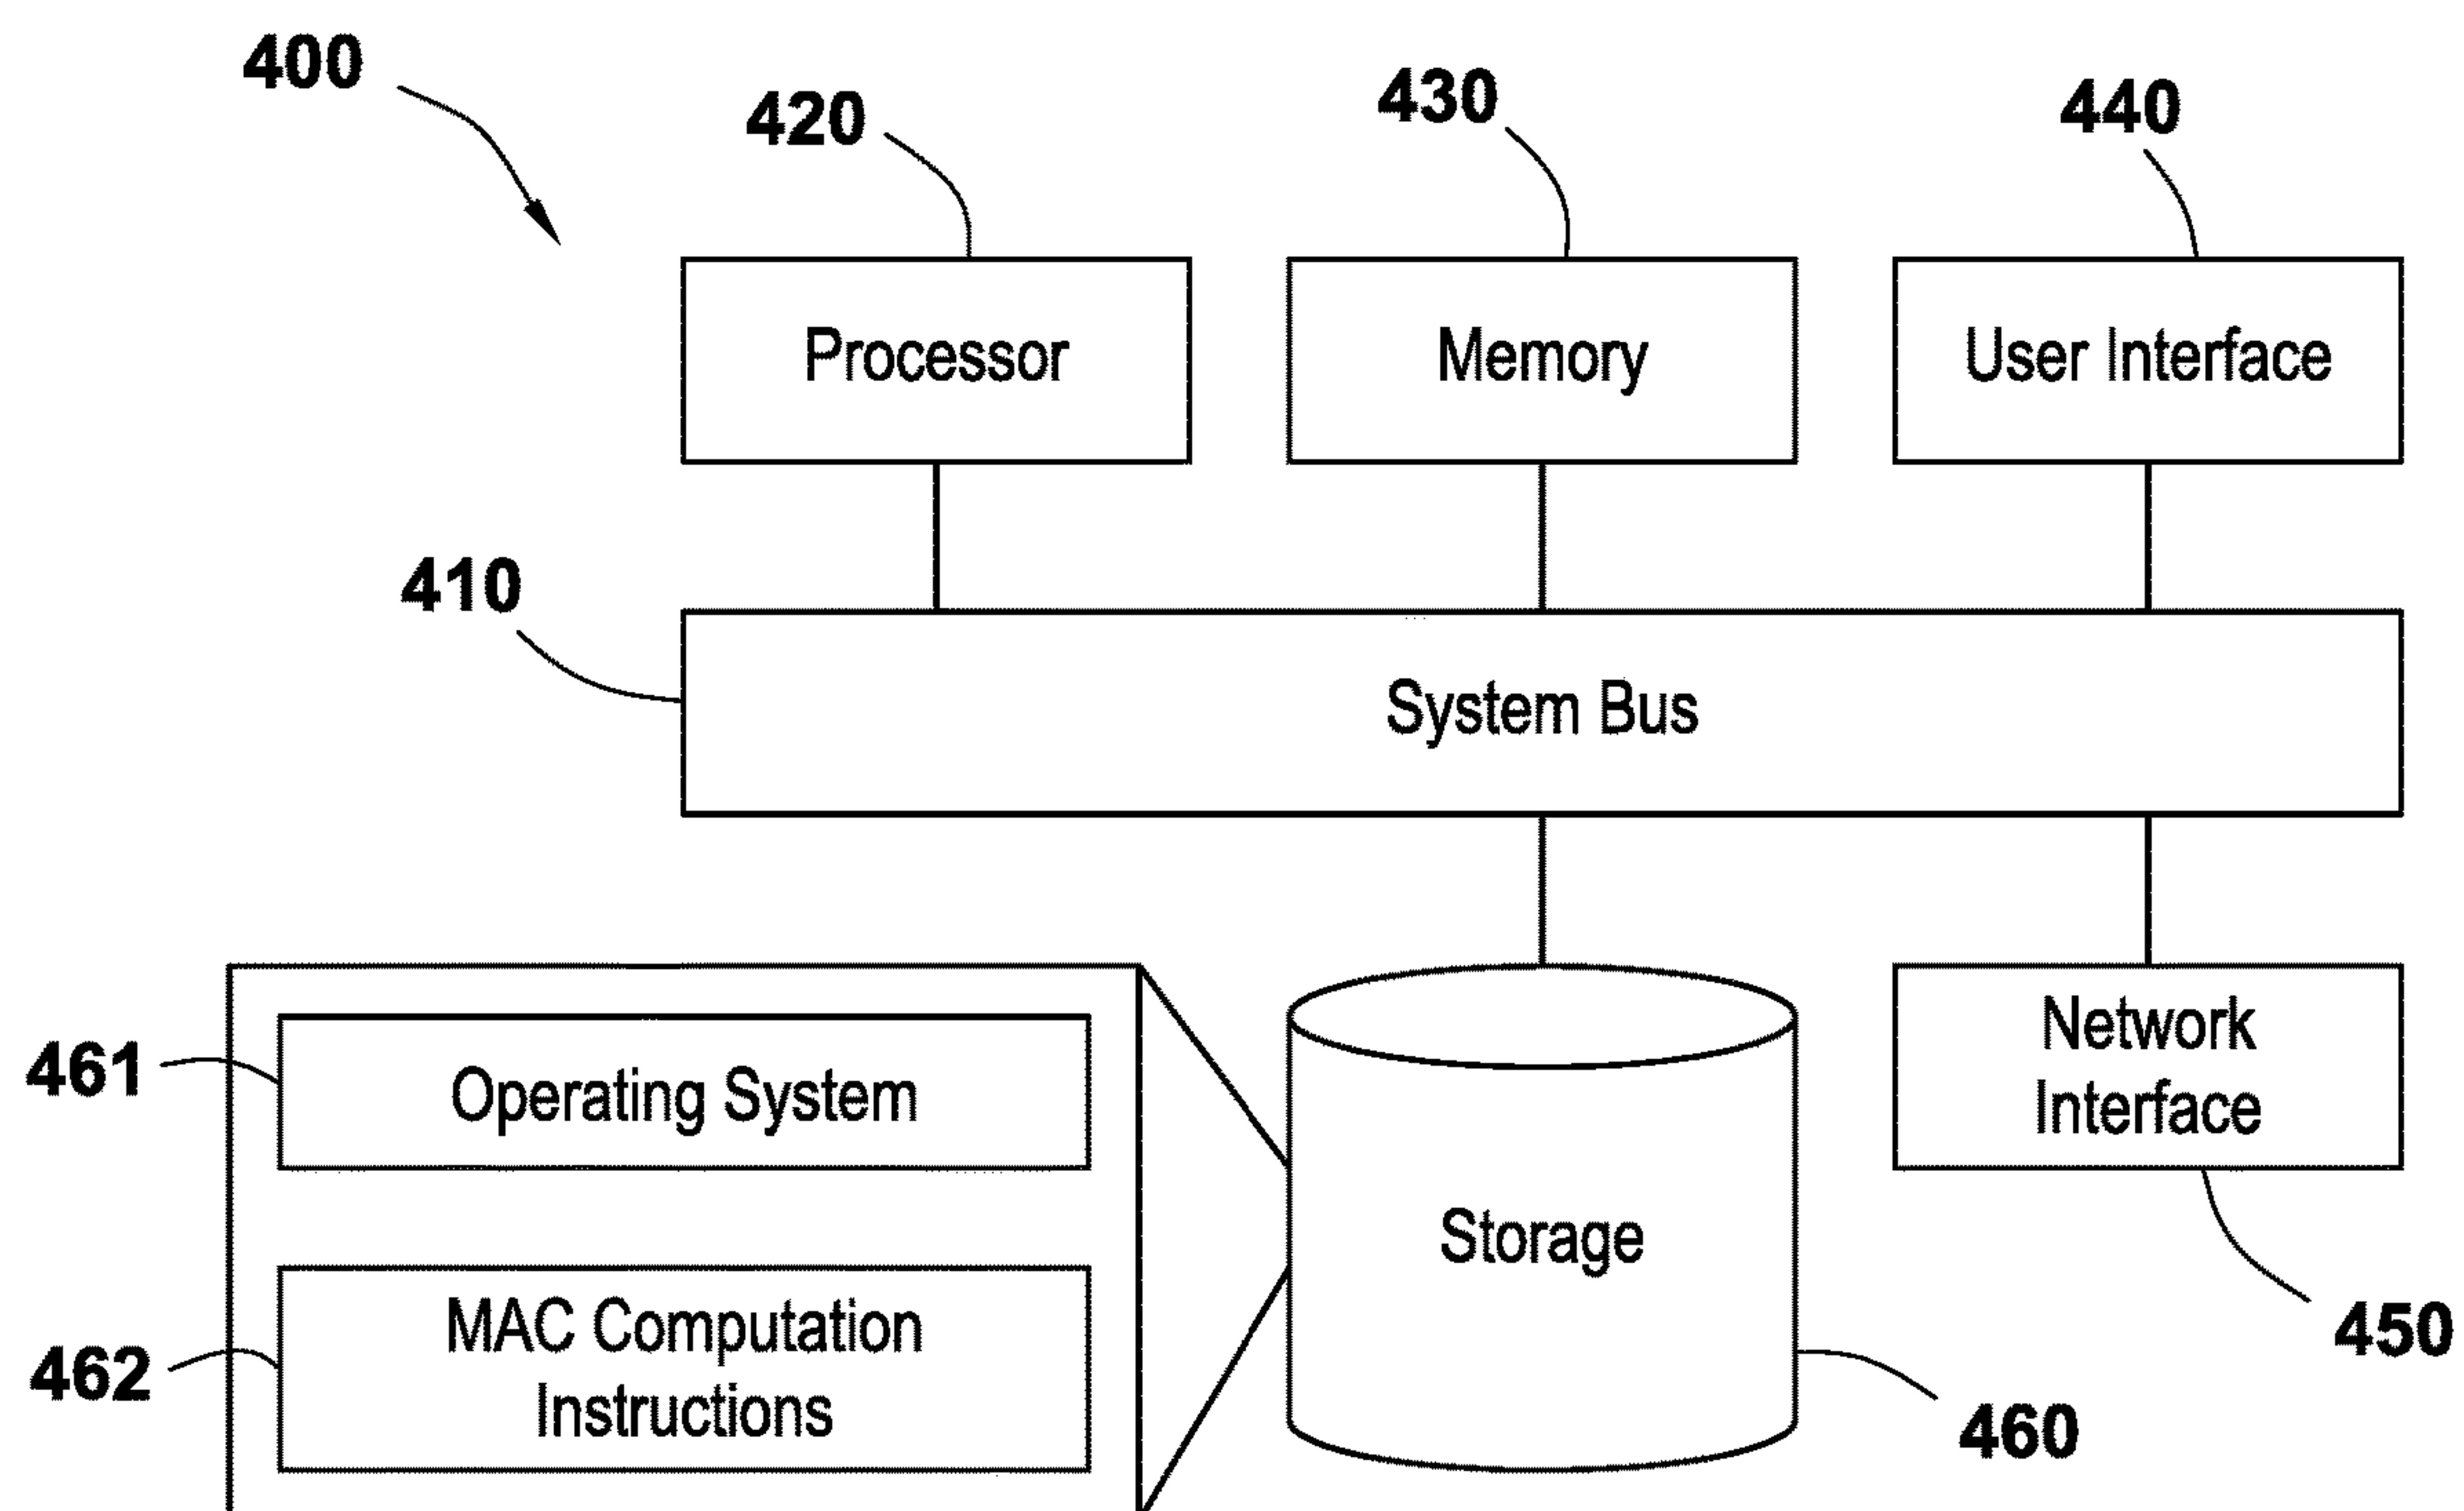 400
420
430
440
Processor
Memory
User Interface
410
System Bus
461
Operating System
Network
Interface
462
MAC Computation
Instructions
Storage
450
460